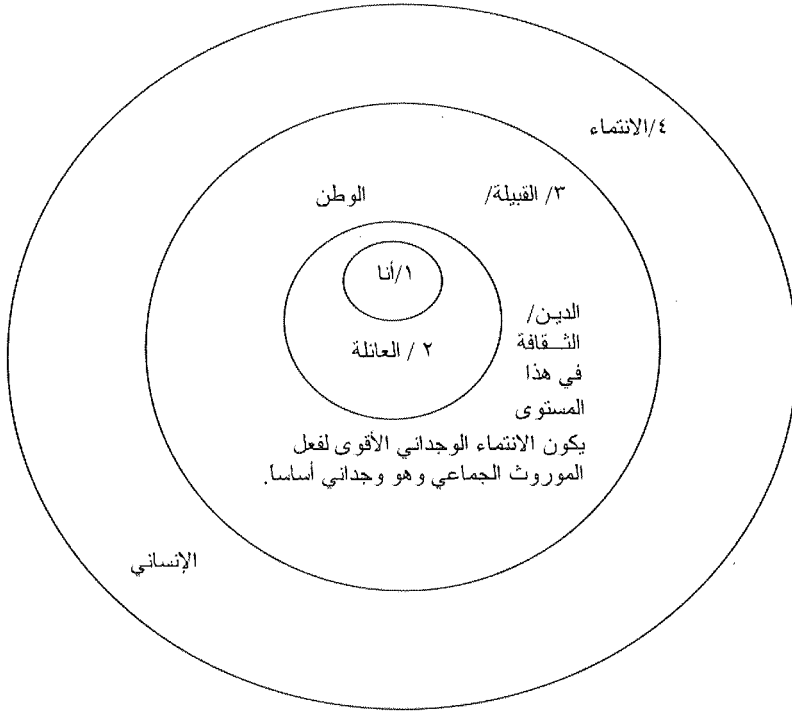 ٤/الانتماء
٣/ القبيلة/ الوطن
١/أنا
الديـن/
٢ / العائلة
الثــقافة
في هذا
المستوى
يكون الانتماء الوجداني الأقوى لفعل
الموروث الجماعي وهو وجداني أساساً.
الإنساني